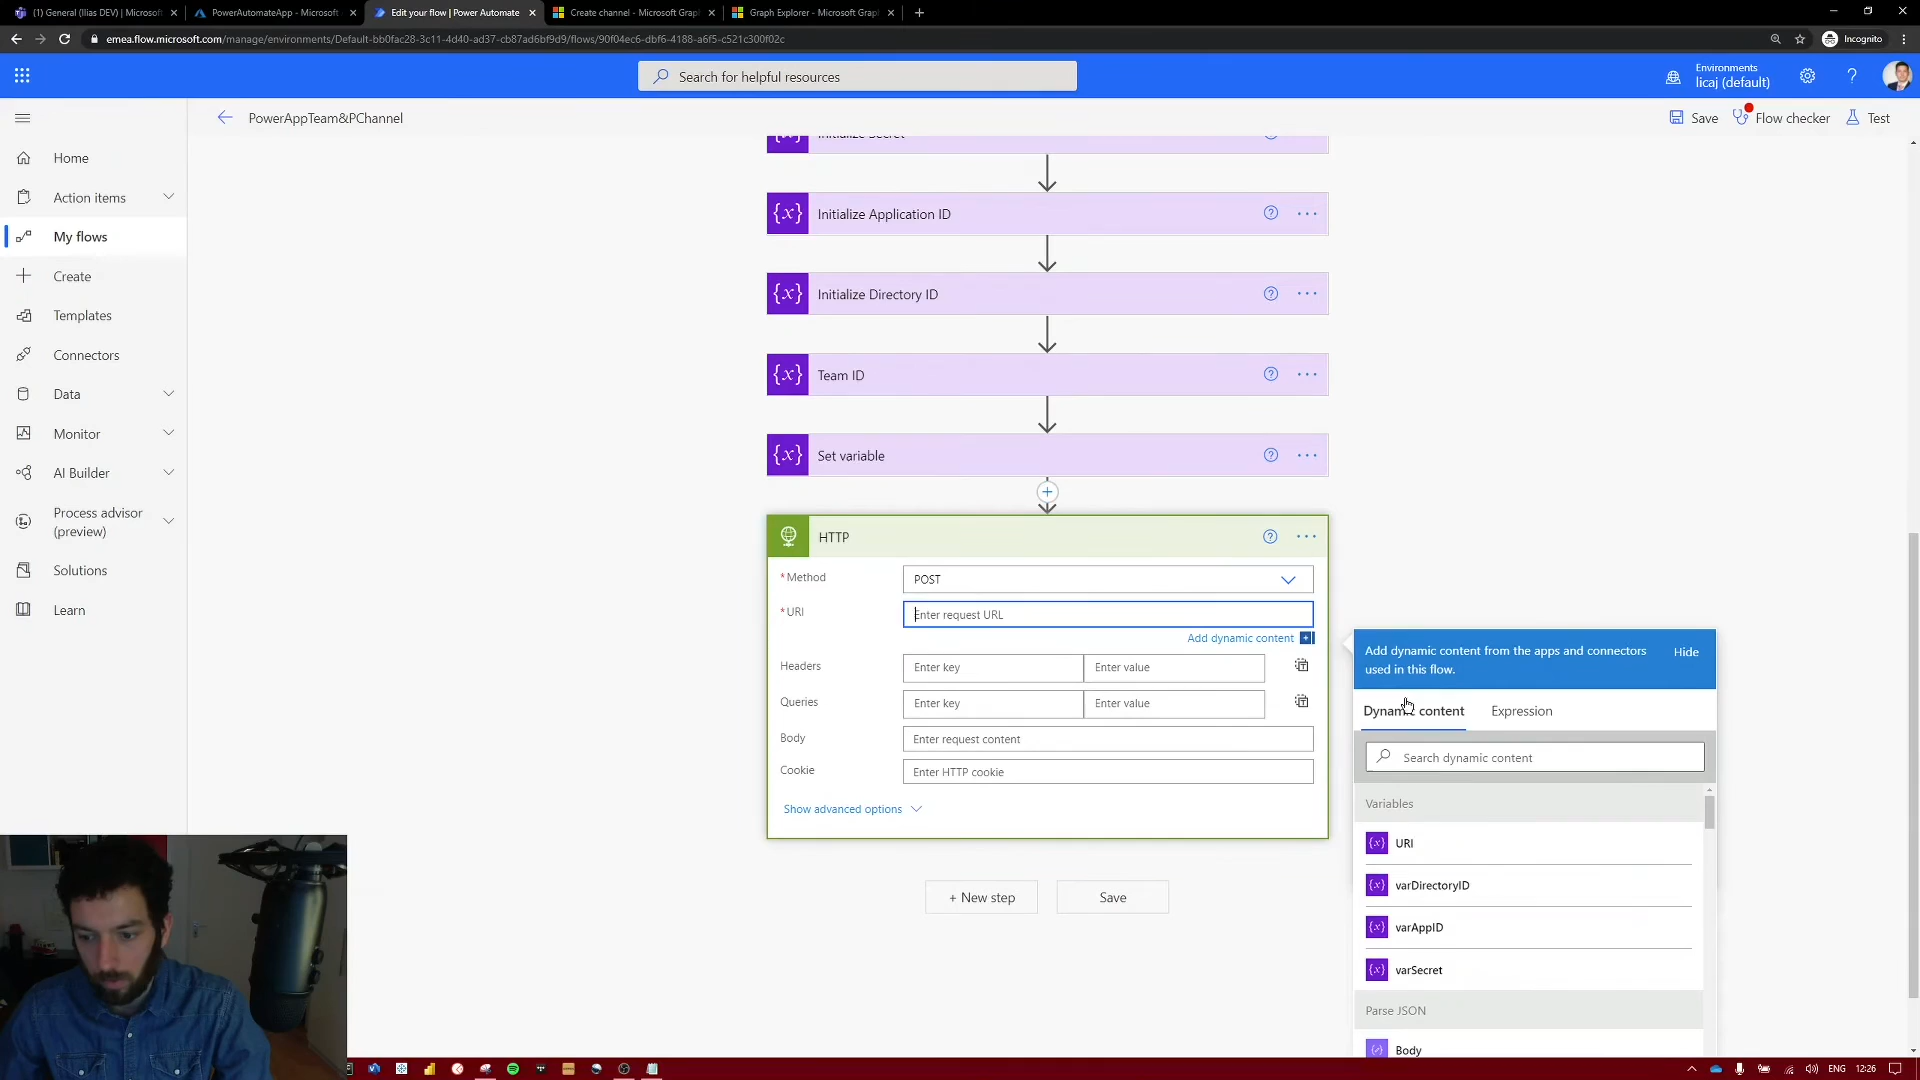 (1) General (Ilias DEV) | Microsoft
PowerAutomateApp - Microsoft
Edit your flow | Power Automate
Create channel - Microsoft Grap
Graph Explorer - Microsoft Grap
emea.flow.microsoft.com/manage/environments/Default-bb0fac28-3c11-4d40-ad37-cb87ad6bf9d9/flows/90f04ec6-dbf6-4188-a6f5-c521c300f02c
Incognito
Search for helpful resources
Environments
licaj (default)
PowerAppTeam&PChannel
Save
Flow checker
Test
Home
Action items
My flows
Create
Templates
Connectors
Data
Monitor
AI Builder
Process advisor
(preview)
Solutions
Learn
Initialize Secret
{x} Initialize Application ID
{x} Initialize Directory ID
{x} Team ID
{x} Set variable
HTTP
*Method
POST
*URI
Enter request URL
Add dynamic content
Headers
Enter key
Enter value
Queries
Enter key
Enter value
Body
Enter request content
Cookie
Enter HTTP cookie
Show advanced options
+ New step
Save
Add dynamic content from the apps and connectors
used in this flow.
Hide
Dynamic content
Expression
Search dynamic content
Variables
{x} URI
{x} varDirectoryID
{x} varAppID
{x} varSecret
Parse JSON
Body
ENG
12:26